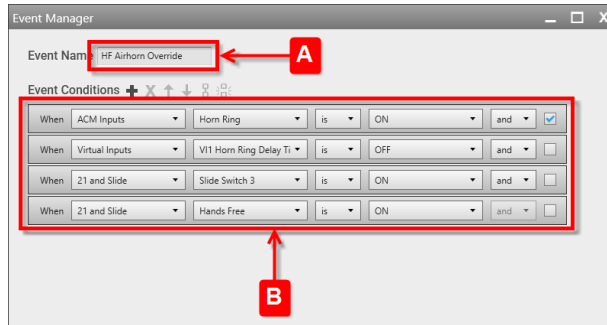 Event Manager
Event Name HF Airhorn Override A
Event Conditions
When ACM Inputs Horn Ring is ON and
When Virtual Inputs VI1 Horn Ring Delay Ti is OFF and
When 21 and Slide Slide Switch 3 is ON and
When 21 and Slide Hands Free is ON and
B